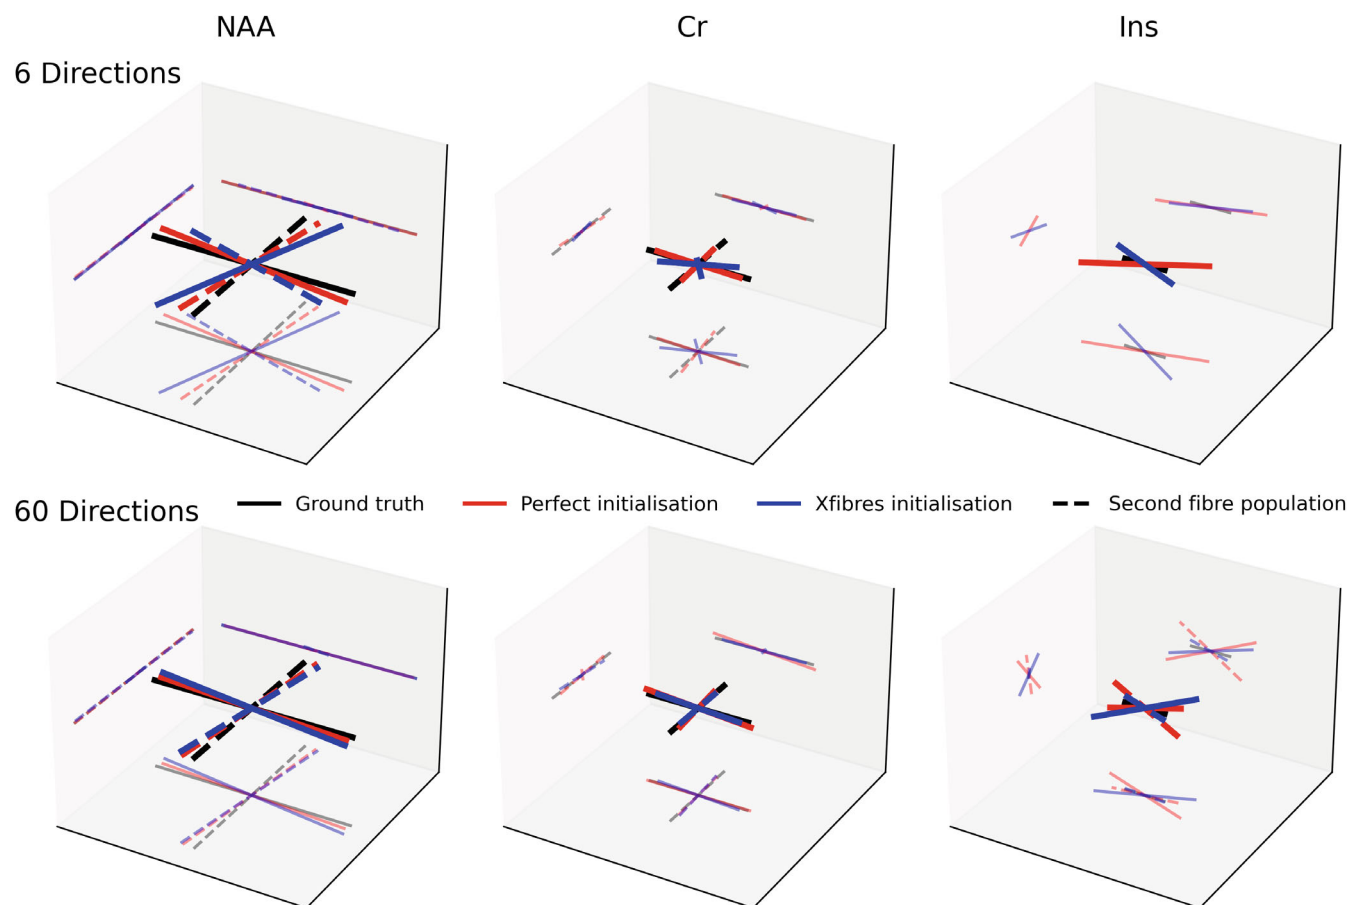 NAA Cr Ins
6 Directions
60 Directions Ground truth Perfect initialisation Xfibres initialisation Second fibre population